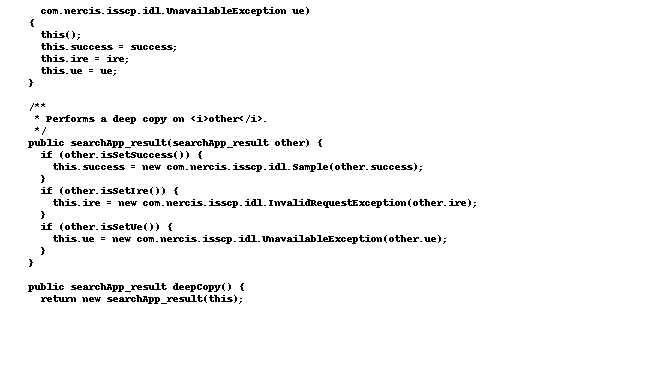 com.nercis.isscp.idl.UnavailableException ue)
{
this();
this.success = success;
this.ire = ire;
this.ue = ue;
}
/**
* Performs a deep copy on <i>other</i>.
*/
public searchApp_result(searchApp_result other) {
if (other.isSetSuccess()) {
this.success = new com.nercis.isscp.idl.Sample(other.success);
}
if (other.isSetIre()) {
this.ire = new com.nercis.isscp.idl.InvalidRequestException(other.ire);
}
if (other.isSetUe()) {
this.ue = new com.nercis.isscp.idl.UnavailableException(other.ue);
}
}
public searchApp_result deepCopy() {
return new searchApp_result(this);